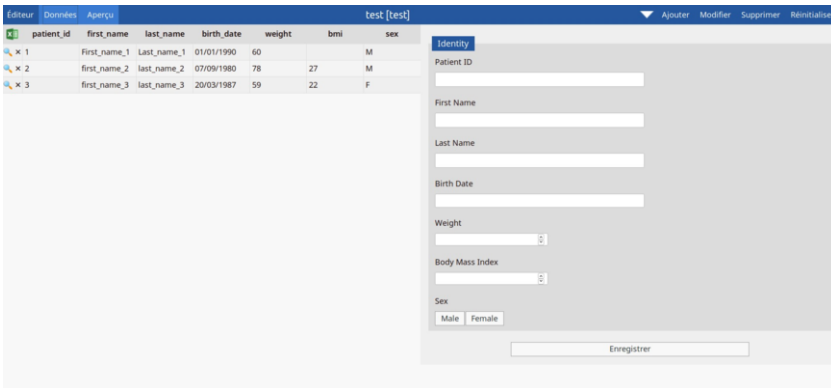 Éditeur Données Aperçu test [test] Ajouter Modifier Supprimer Réinitialise
patient_id first_name last_name birth_date weight bmi sex
1 First_name_1 Last_name_1 01/01/1990 60 M
2 first_name_2 last_name_2 07/09/1980 78 27 M
3 first_name_3 last_name_3 20/03/1987 59 22 F
Identity
Patient ID
First Name
Last Name
Birth Date
Weight
Body Mass Index
Sex
Male Female
Enregistrer